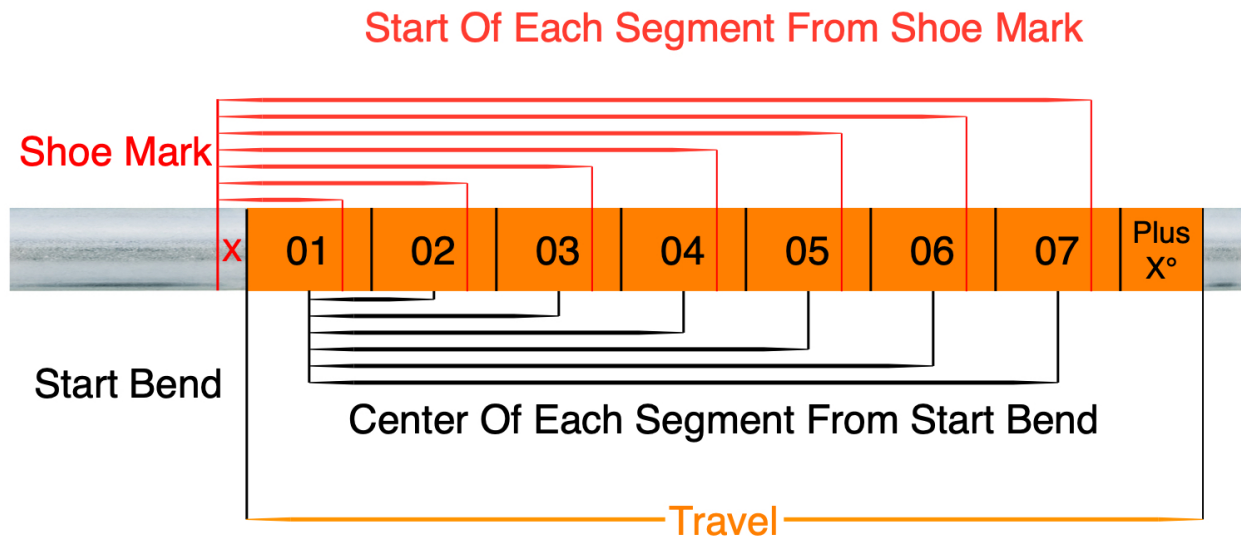 Start Of Each Segment From Shoe Mark
Shoe Mark
X 01 02 03 04 05 06 07 Plus
X°
Start Bend
Center Of Each Segment From Start Bend
Travel